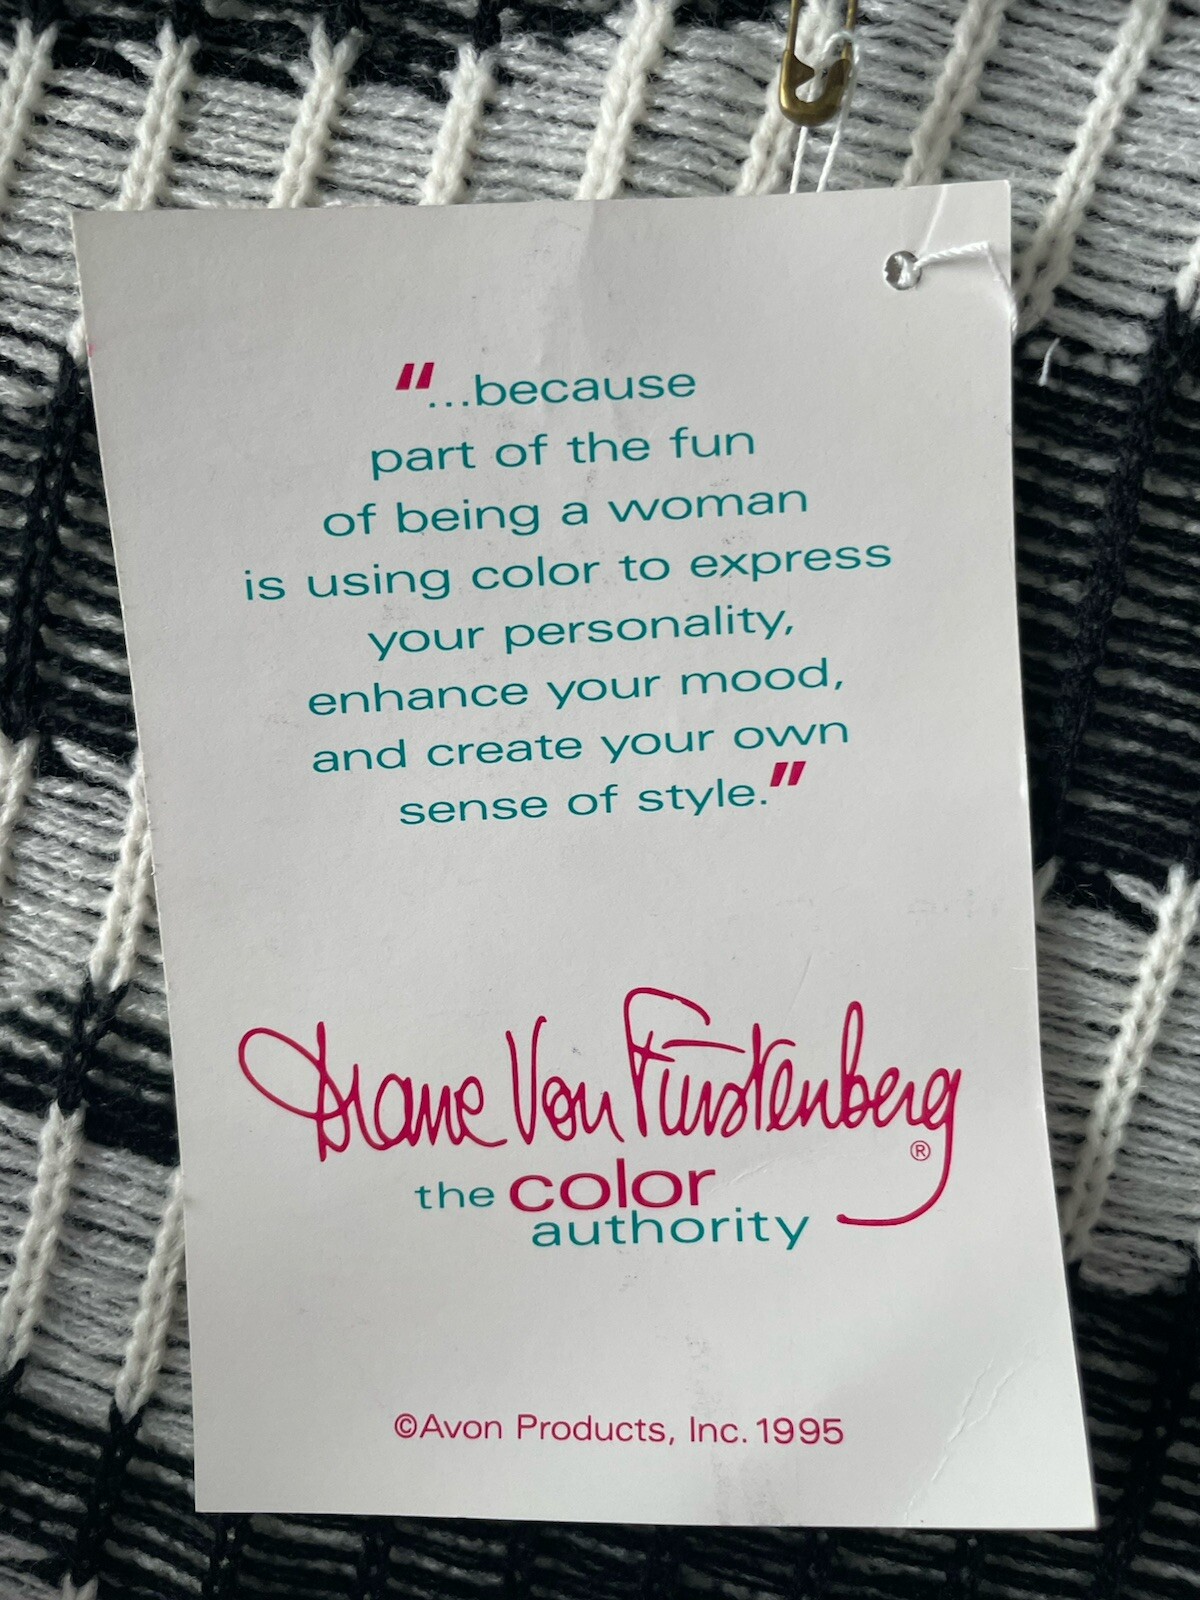 "...because
part of the fun
of being a woman
is using color to express
your personality,
enhance your mood,
and create your own
sense of style."
Diane Von Furstenberg®
the color
authority
©Avon Products, Inc. 1995